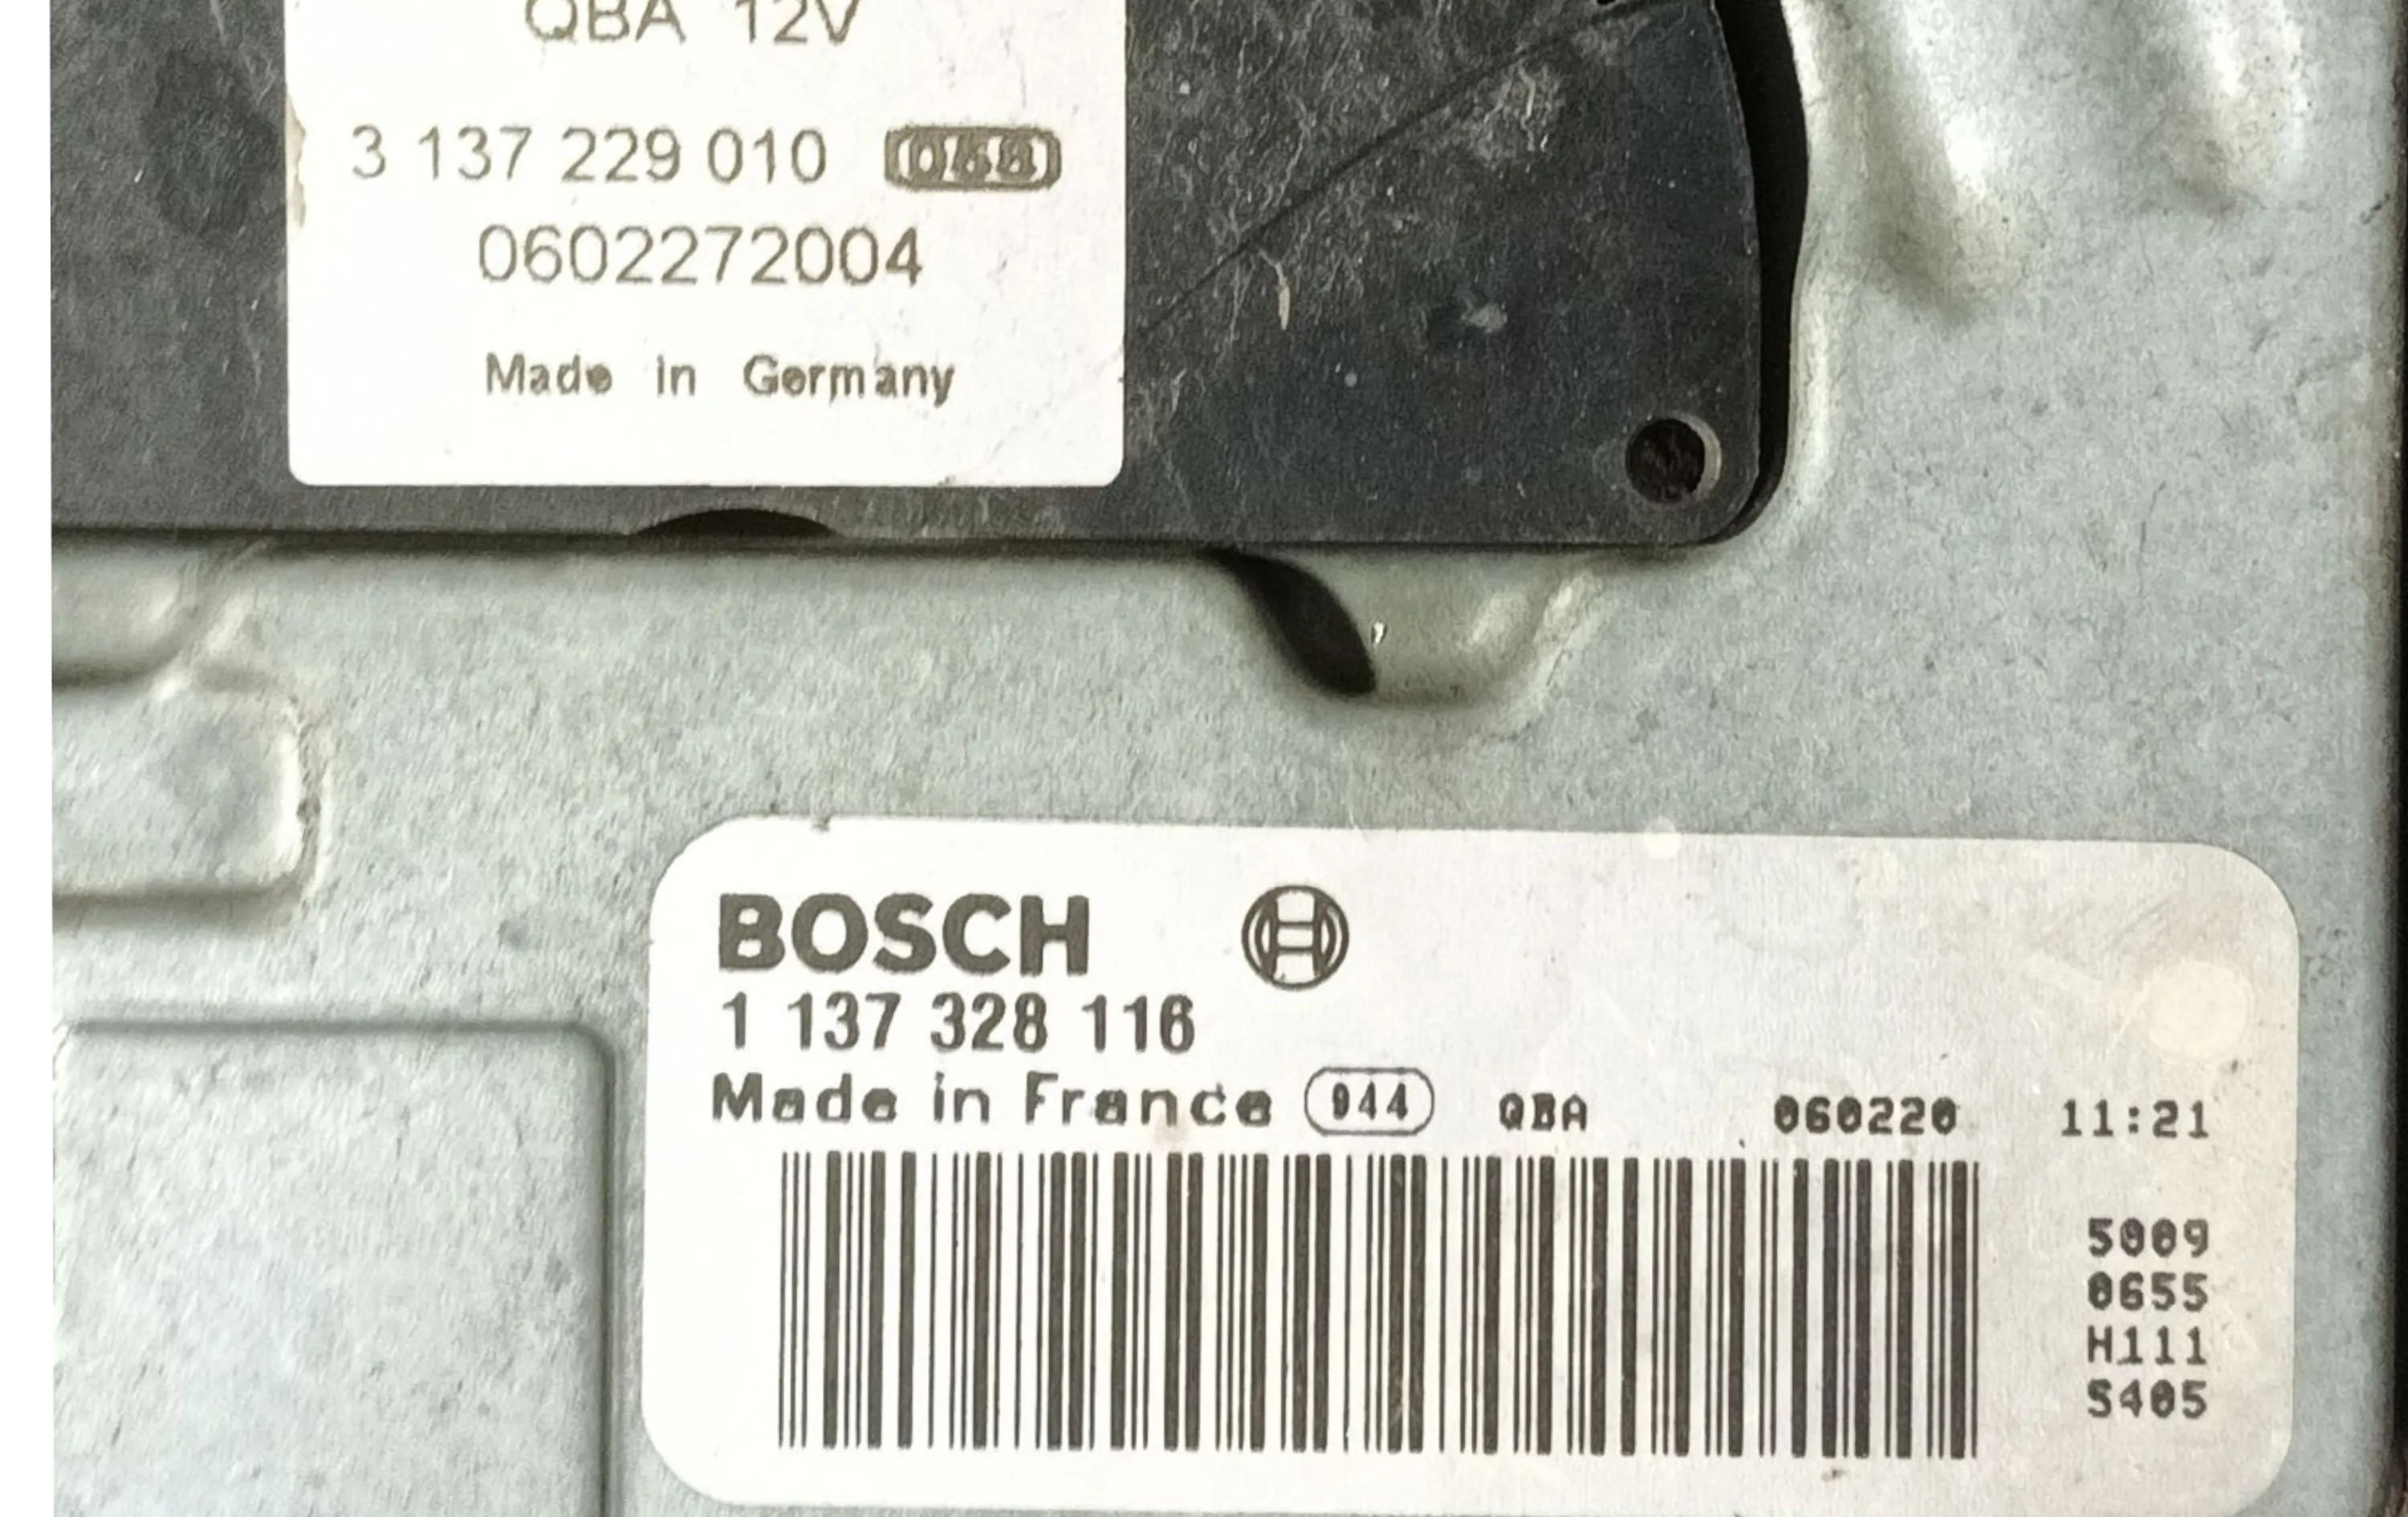 QBA 12V
3 137 229 010 068
0602272004
Made in Germany
BOSCH
1 137 328 116
Made in France 944 QBA 060220 11:21
5009
0655
H111
S405